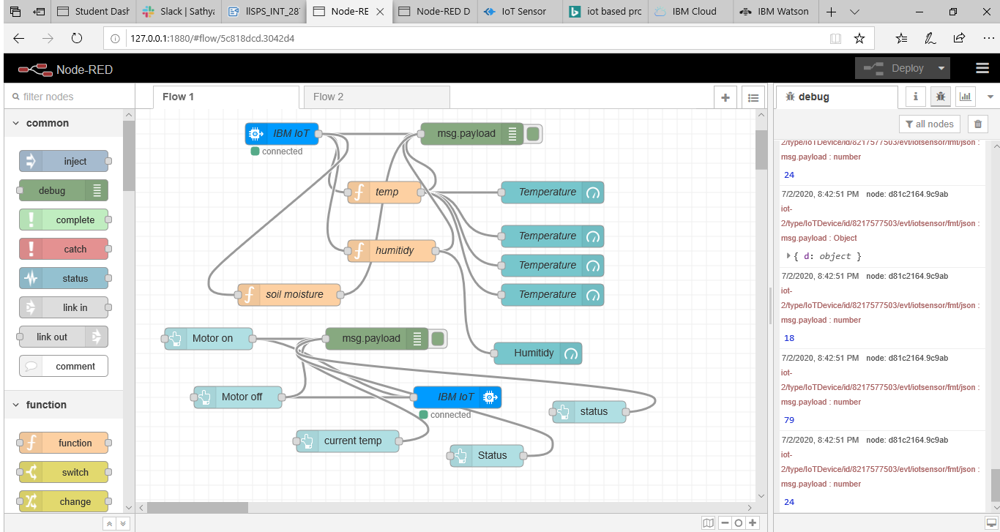 Student Dash
Slack | Sathya
llSPS_INT_28
Node-RE
Node-RED D
IoT Sensor
iot based pro
IBM Cloud
IBM Watson
127.0.0.1:1880/#flow/5c818dcd.3042d4
Node-RED
Deploy
filter nodes
common
inject
debug
complete
catch
status
link in
link out
comment
function
function
switch
change
Flow 1
Flow 2
IBM IoT
connected
msg.payload
temp
Temperature
Temperature
humitidy
Temperature
soil moisture
Temperature
Motor on
msg.payload
Humitidy
Motor off
IBM IoT
connected
status
current temp
Status
debug
i
all nodes
2/type/IoTDevice/id/8217577503/evt/iotsensor/fmt/json :
msg.payload : number
24
7/2/2020, 8:42:51 PM node: d81c2164.9c9ab
iot-
2/type/IoTDevice/id/8217577503/evt/iotsensor/fmt/json :
msg.payload : Object
{ d: object }
7/2/2020, 8:42:51 PM node: d81c2164.9c9ab
iot-
2/type/IoTDevice/id/8217577503/evt/iotsensor/fmt/json :
msg.payload : number
18
7/2/2020, 8:42:51 PM node: d81c2164.9c9ab
iot-
2/type/IoTDevice/id/8217577503/evt/iotsensor/fmt/json :
msg.payload : number
79
7/2/2020, 8:42:51 PM node: d81c2164.9c9ab
iot-
2/type/IoTDevice/id/8217577503/evt/iotsensor/fmt/json :
msg.payload : number
24